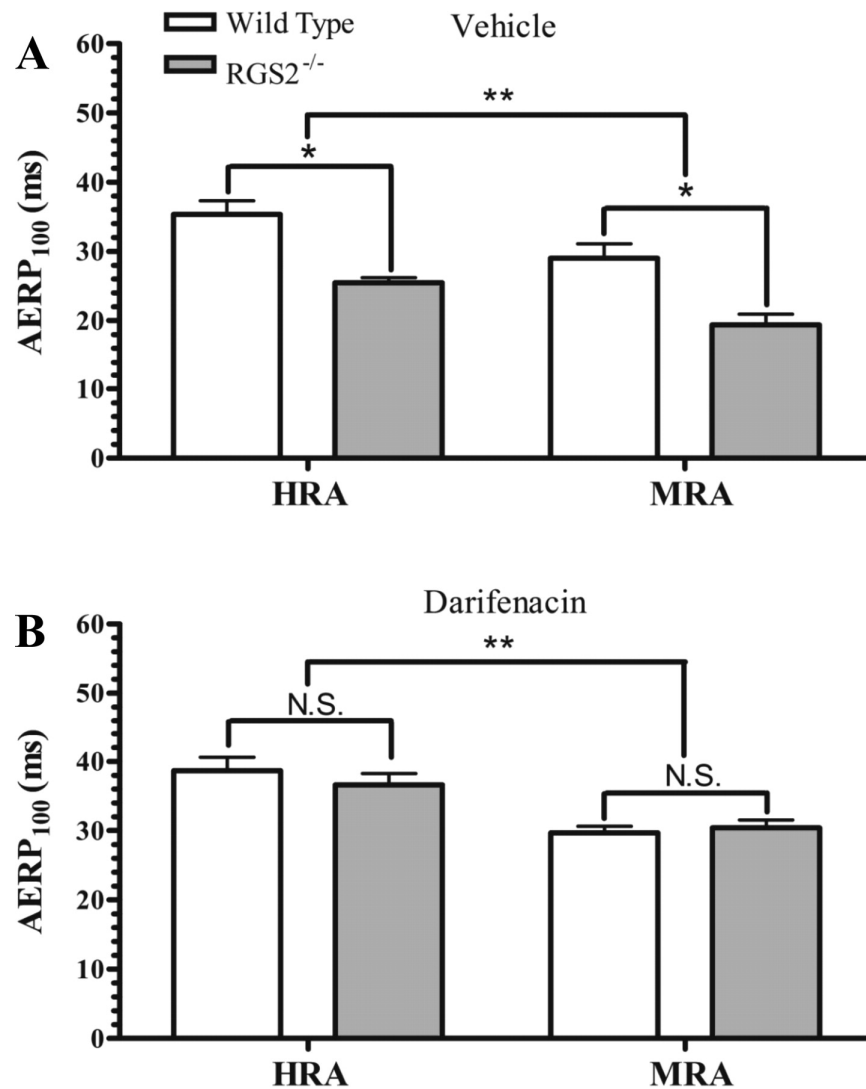 Wild Type
RGS2-/-
Vehicle
A
AERP100 (ms)
60
50
40
30
20
10
0
**
*
*
HRA
MRA
Darifenacin
B
AERP100 (ms)
60
50
40
30
20
10
0
**
N.S.
N.S.
HRA
MRA